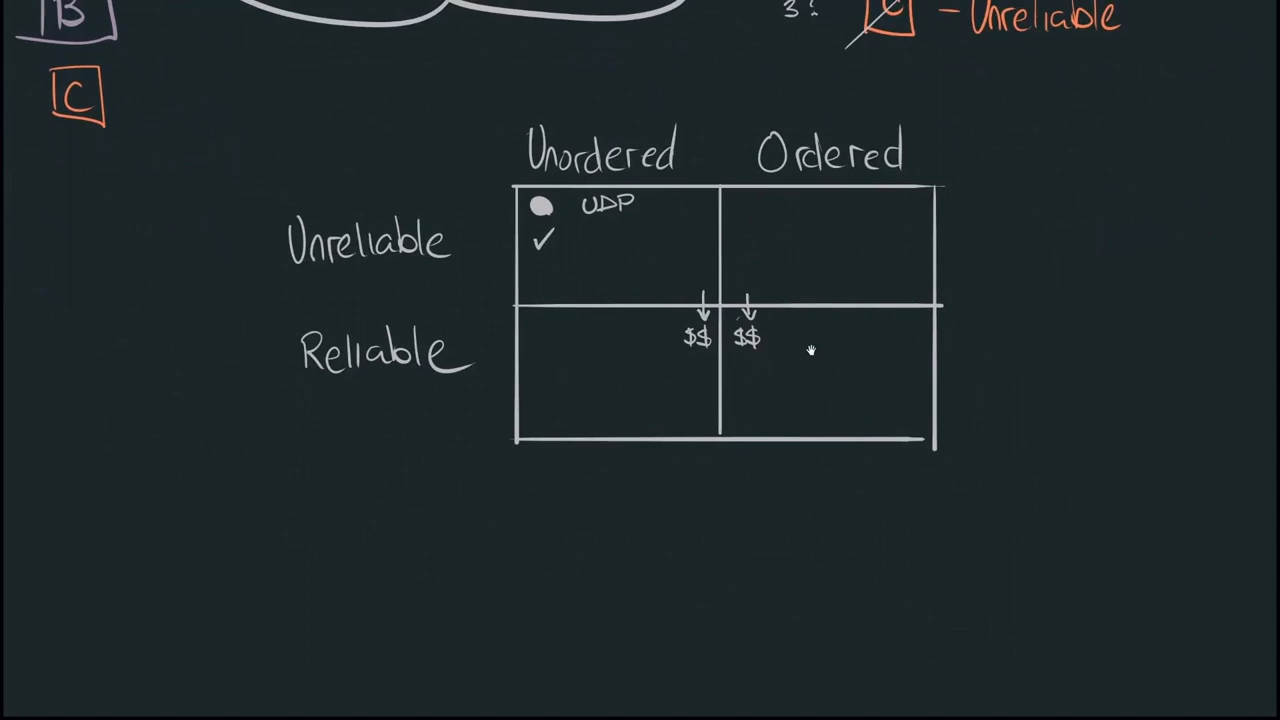 B
3?
C - Unreliable
C
Unordered Ordered
UDP
✓
Unreliable
$$ $$
Reliable